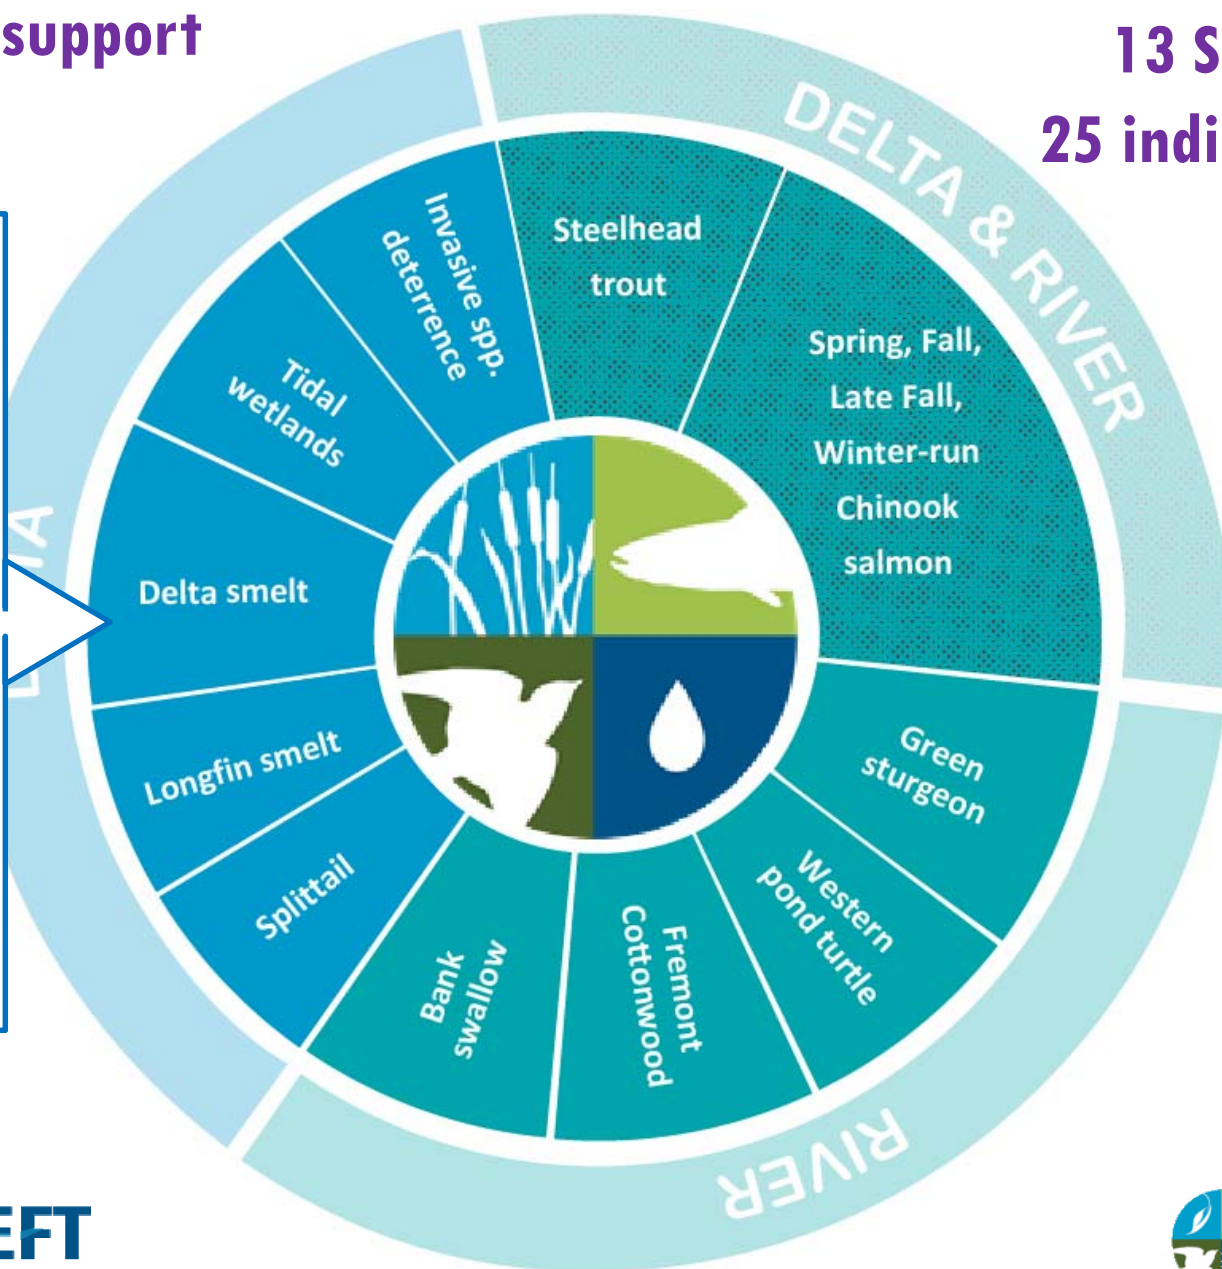 support
13 S
25 indi
DELTA & RIVER
Steelhead
trout
Spring, Fall,
Late Fall,
Winter-run
Chinook
salmon
Invasive spp.
deterrence
Tidal
wetlands
Delta smelt
Longfin smelt
Splittail
Bank
swallow
Fremont
Cottonwood
Western
pond turtle
Green
sturgeon
RIVER
EFT